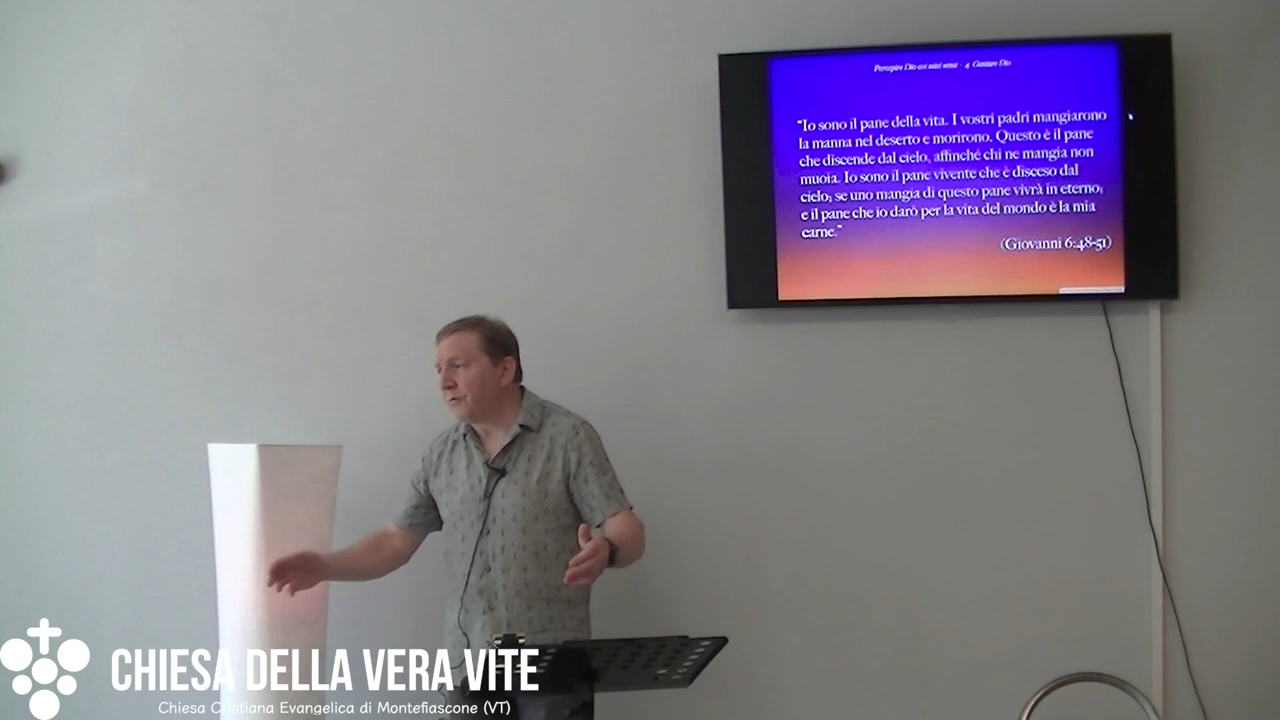 Percepire Dio coi miei sensi - 4. Gustare Dio
"Io sono il pane della vita. I vostri padri mangiarono
la manna nel deserto e morirono. Questo è il pane
che discende dal cielo, affinché chi ne mangia non
muoia. Io sono il pane vivente che è disceso dal
cielo; se uno mangia di questo pane vivrà in eterno;
e il pane che io darò per la vita del mondo è la mia
carne."
(Giovanni 6:48-51)
CHIESA DELLA VERA VITE
Chiesa Cristiana Evangelica di Montefiascone (VT)